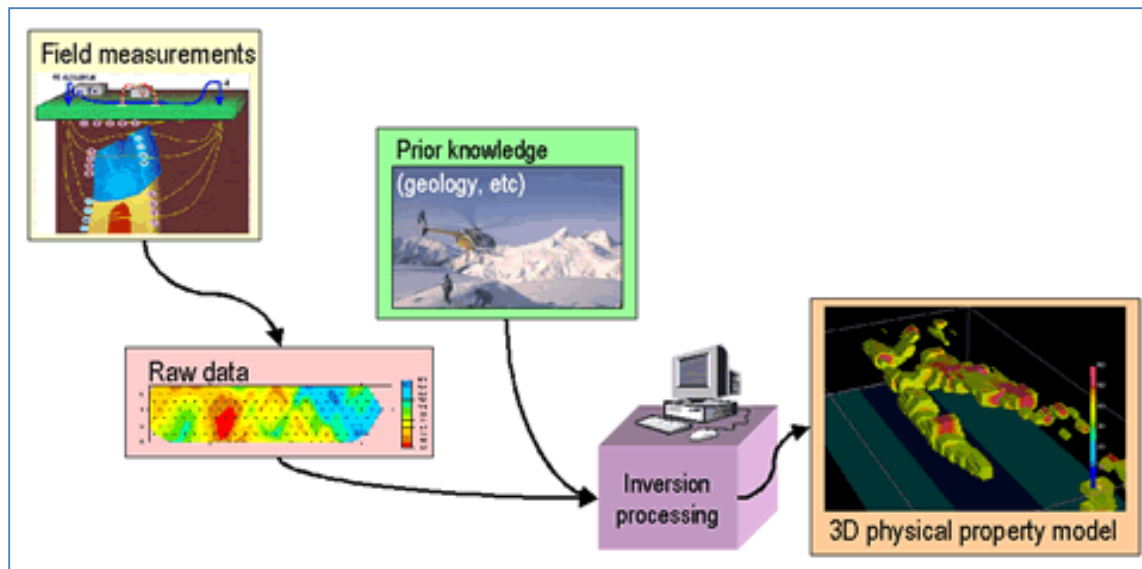 Field measurements
Prior knowledge
(geology, etc)
Raw data
Inversion
processing
3D physical property model